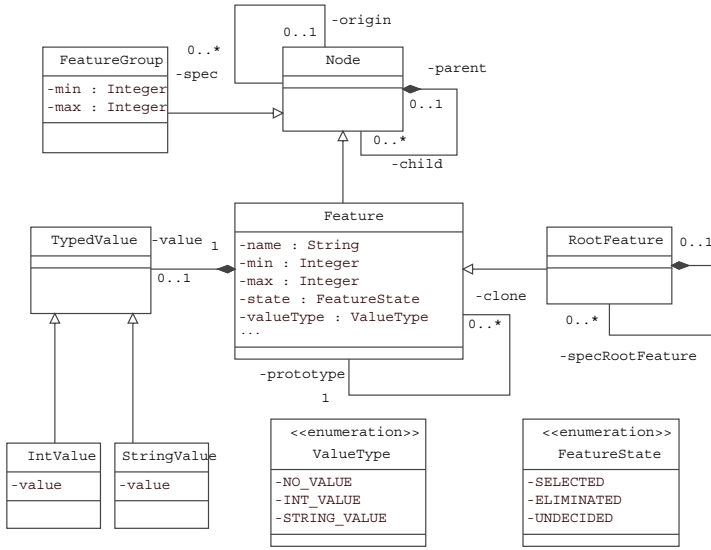 -origin
0..1
0..*
FeatureGroup
-min : Integer
-max : Integer
-spec
Node
-parent
0..1
0..*
-child
Feature
-name : String
-min : Integer
-max : Integer
-state : FeatureState
-valueType : ValueType
...
TypedValue
-value
1
0..1
RootFeature
0..1
0..*
-specRootFeature
-clone
0..*
-prototype
1
IntValue
-value
StringValue
-value
<<enumeration>>
ValueType
-NO_VALUE
-INT_VALUE
-STRING_VALUE
<<enumeration>>
FeatureState
-SELECTED
-ELIMINATED
-UNDECIDED